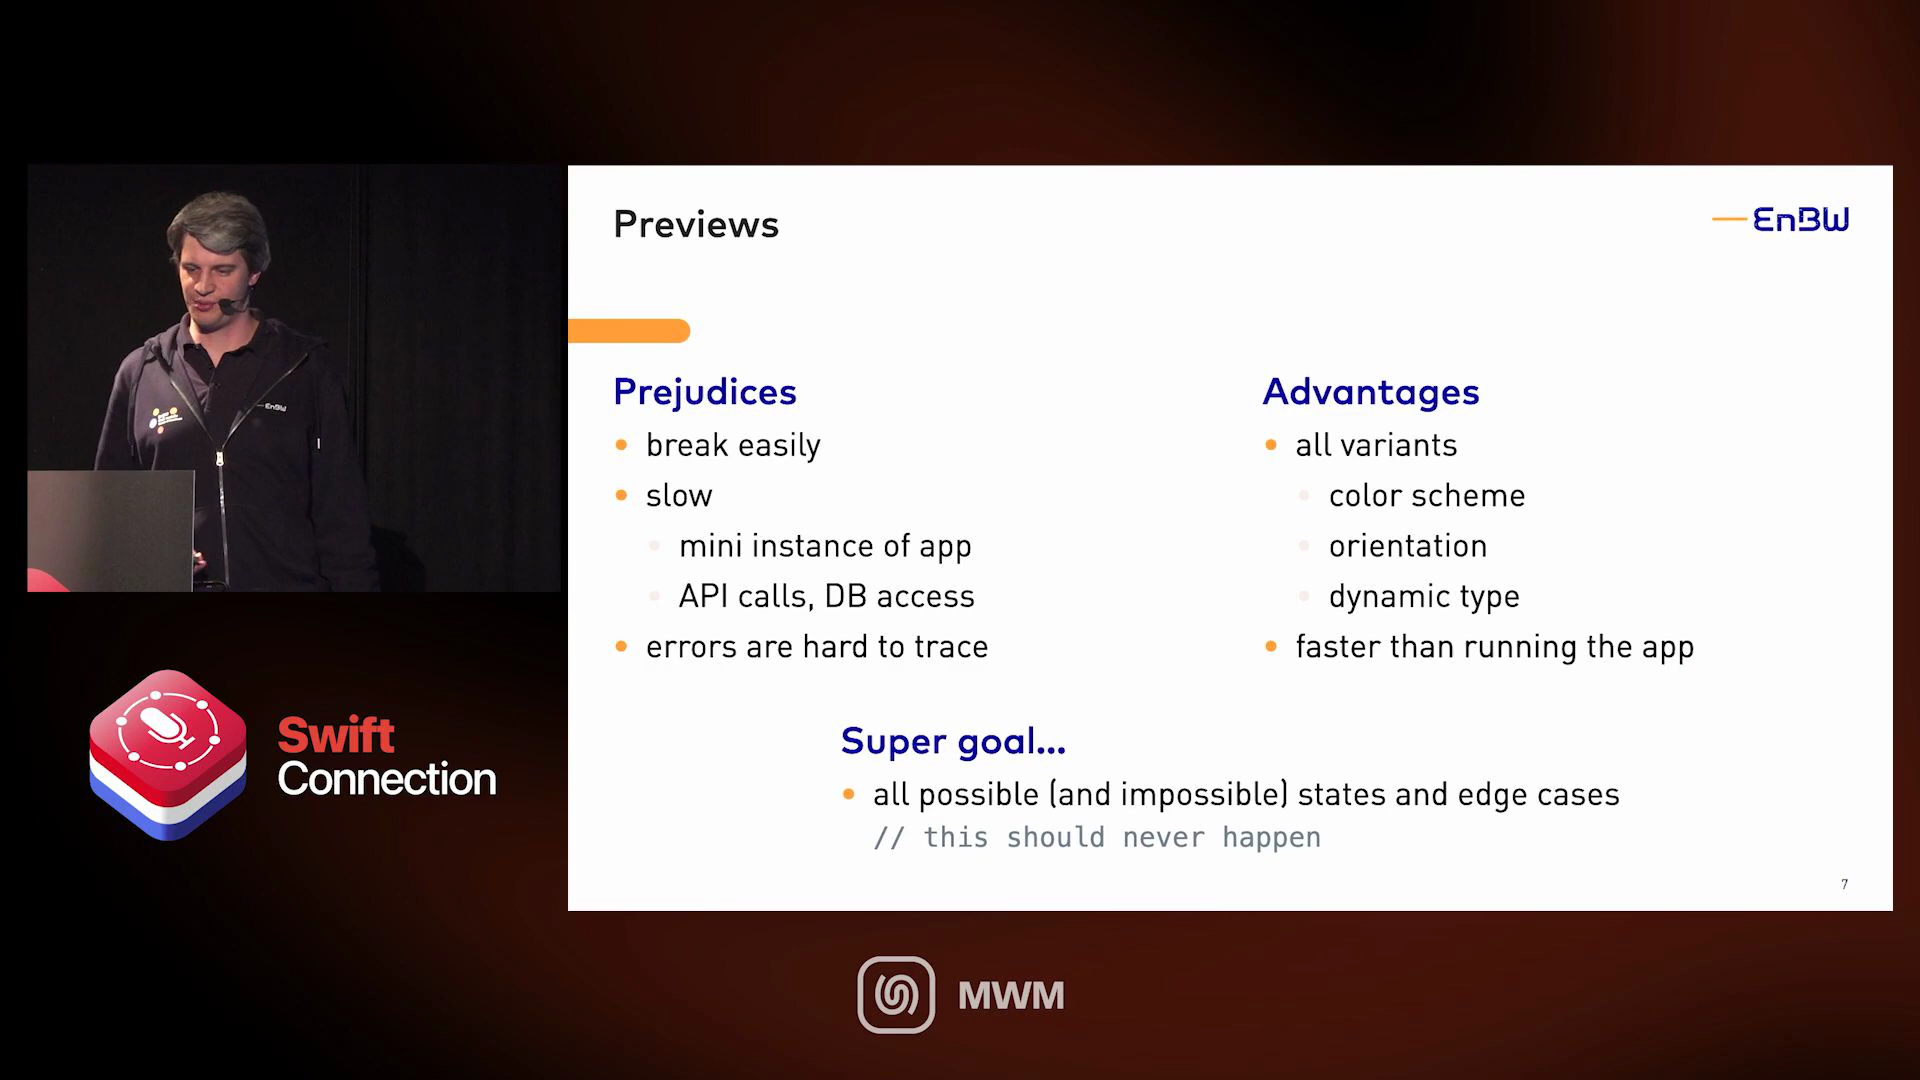 Previews
EnBW
Prejudices
break easily
slow
mini instance of app
API calls, DB access
errors are hard to trace
Advantages
all variants
color scheme
orientation
dynamic type
faster than running the app
Super goal...
all possible (and impossible) states and edge cases
// this should never happen
7
EnBW
Swift
Connection
MWM